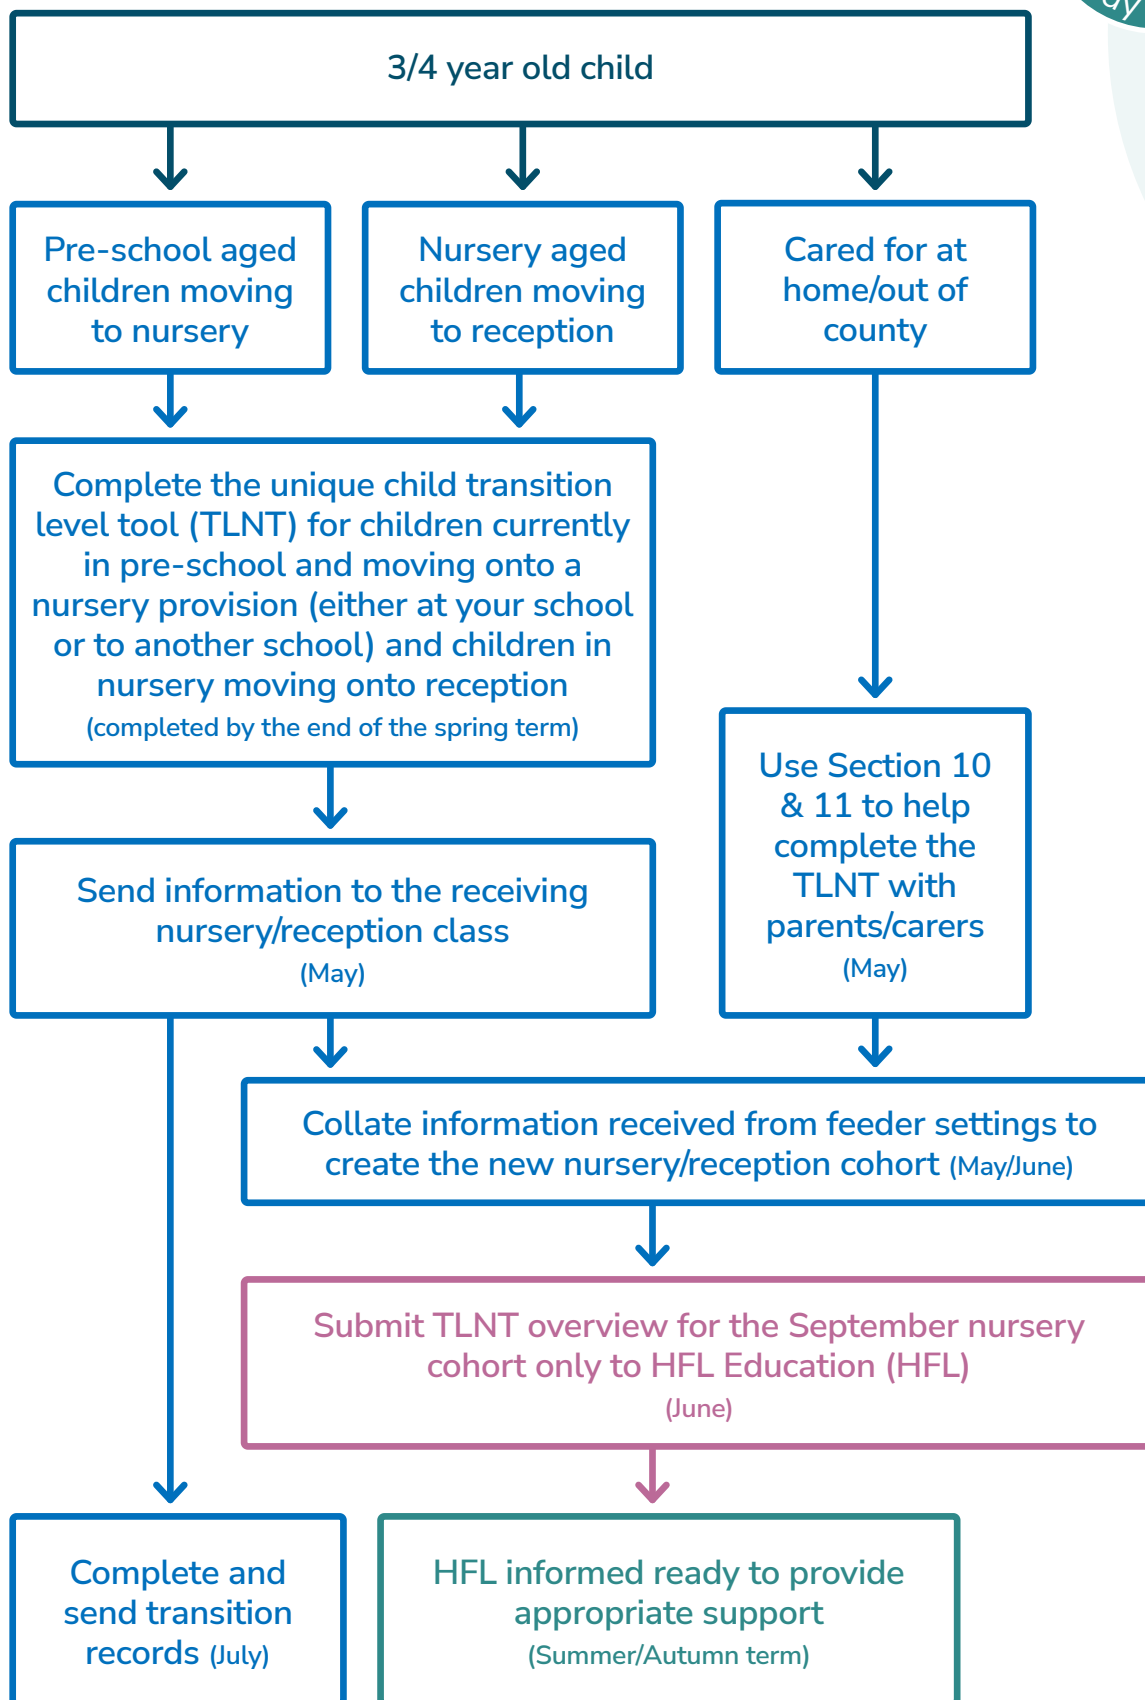 3/4 year old child
Pre-school aged
children moving
to nursery
Nursery aged
children moving
to reception
Cared for at
home/out of
county
Complete the unique child transition
level tool (TLNT) for children currently
in pre-school and moving onto a
nursery provision (either at your school
or to another school) and children in
nursery moving onto reception
(completed by the end of the spring term)
Use Section 10
& 11 to help
complete the
TLNT with
parents/carers
(May)
Send information to the receiving
nursery/reception class
(May)
Collate information received from feeder settings to
create the new nursery/reception cohort (May/June)
Submit TLNT overview for the September nursery
cohort only to HFL Education (HFL)
(June)
Complete and
send transition
records (July)
HFL informed ready to provide
appropriate support
(Summer/Autumn term)